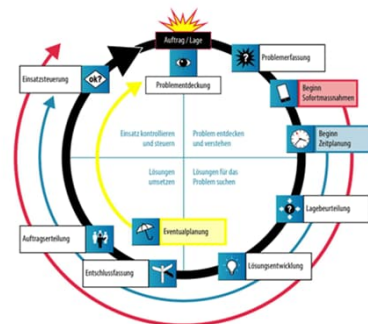 Auftrag / Lage
Problementdeckung
Problemerfassung
Beginn
Sofortmassnahmen
Beginn
Zeitplanung
Lagebeurteilung
Lösungsentwicklung
Entschlussfassung
Eventualplanung
Auftragserteilung
Einsatzsteuerung
ok?
Einsatz kontrollieren
und steuern
Problem entdecken
und verstehen
Lösungen
umsetzen
Lösungen für das
Problem suchen
?